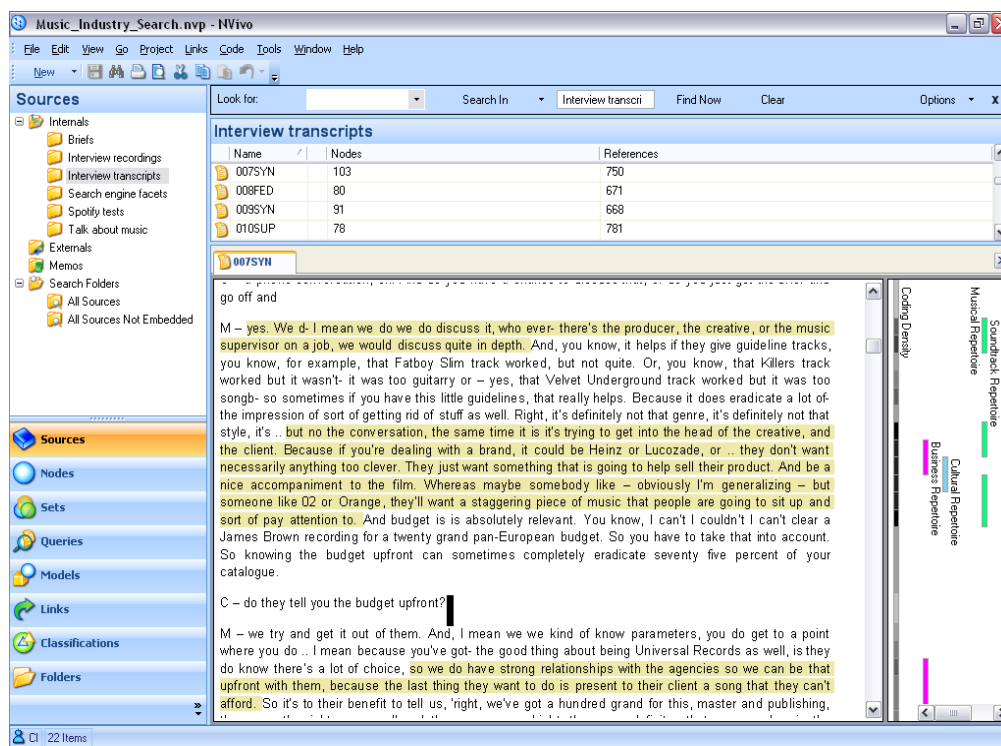 Music_Industry_Search.nvp - NVivo
File Edit View Go Project Links Code Tools Window Help
New
Sources
Internals
Briefs
Interview recordings
Interview transcripts
Search engine facets
Spotify tests
Talk about music
Externals
Memos
Search Folders
All Sources
All Sources Not Embedded
Sources
Nodes
Sets
Queries
Models
Links
Classifications
Folders
Look for: Search In Interview transcri Find Now Clear Options x
Interview transcripts
Name Nodes References
007SYN 103 750
008FED 80 671
009SYN 91 668
010SUP 78 781
007SYN
go off and
M – yes. We d- I mean we do we do discuss it, who ever- there's the producer, the creative, or the music
supervisor on a job, we would discuss quite in depth. And, you know, it helps if they give guideline tracks,
you know, for example, that Fatboy Slim track worked, but not quite. Or, you know, that Killers track
worked but it wasn't- it was too guitarry or – yes, that Velvet Underground track worked but it was too
songb- so sometimes if you have this little guidelines, that really helps. Because it does eradicate a lot of-
the impression of sort of getting rid of stuff as well. Right, it's definitely not that genre, it's definitely not that
style, it's .. but no the conversation, the same time it is it's trying to get into the head of the creative, and
the client. Because if you're dealing with a brand, it could be Heinz or Lucozade, or .. they don't want
necessarily anything too clever. They just want something that is going to help sell their product. And be a
nice accompaniment to the film. Whereas maybe somebody like – obviously I'm generalizing – but
someone like 02 or Orange, they'll want a staggering piece of music that people are going to sit up and
sort of pay attention to. And budget is is absolutely relevant. You know, I can't I couldn't I can't clear a
James Brown recording for a twenty grand pan-European budget. So you have to take that into account.
So knowing the budget upfront can sometimes completely eradicate seventy five percent of your
catalogue.
C – do they tell you the budget upfront?
M – we try and get it out of them. And, I mean we we kind of know parameters, you do get to a point
where you do .. I mean because you've got- the good thing about being Universal Records as well, is they
do know there's a lot of choice, so we do have strong relationships with the agencies so we can be that
upfront with them, because the last thing they want to do is present to their client a song that they can't
afford. So it's to their benefit to tell us, 'right, we've got a hundred grand for this, master and publishing,
Coding Density
Business Repertoire
Cultural Repertoire
Musical Repertoire
Soundtrack Repertoire
CI 22 Items